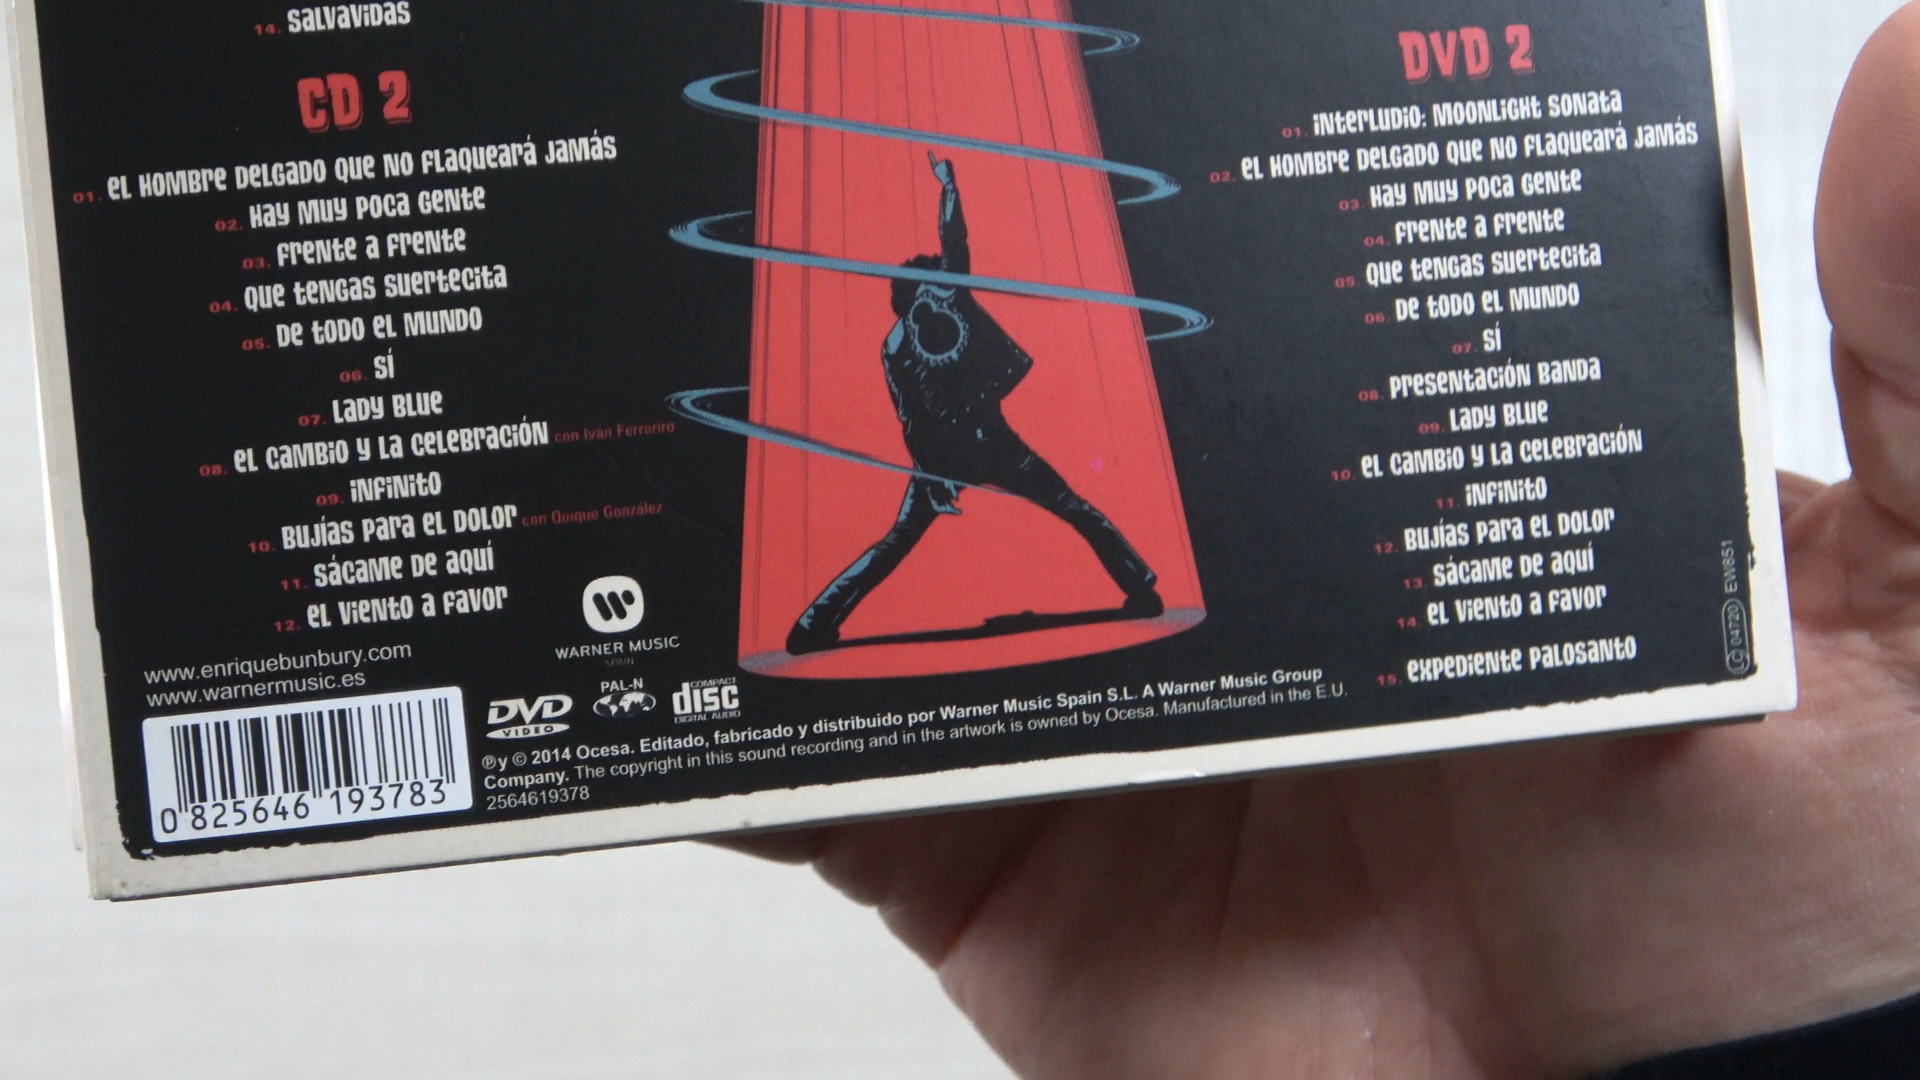 14. Salvavidas
CD 2
01. El hombre delgado que no flaqueará jamás
02. Hay muy poca gente
03. Frente a frente
04. Que tengas suertecita
05. De todo el mundo
06. Sí
07. Lady Blue
08. El cambio y la celebración con Iván Ferreiro
09. Infinito
10. Bujías para el dolor con Quique González
11. Sácame de aquí
12. El viento a favor
www.enriquebunbury.com
www.warnermusic.es
0 825646 193783
WARNER MUSIC
SPAIN
DVD
VIDEO
PAL-N
COMPACT
disc
DIGITAL AUDIO
℗ y © 2014 Ocesa. Editado, fabricado y distribuido por Warner Music Spain S.L. A Warner Music Group
Company. The copyright in this sound recording and in the artwork is owned by Ocesa. Manufactured in the E.U.
2564619378
DVD 2
01. Interludio: Moonlight Sonata
02. El hombre delgado que no flaqueará jamás
03. Hay muy poca gente
04. Frente a frente
05. Que tengas suertecita
06. De todo el mundo
07. Sí
08. Presentación banda
09. Lady Blue
10. El cambio y la celebración
11. Infinito
12. Bujías para el dolor
13. Sácame de aquí
14. El viento a favor
15. Expediente Palosanto
C 04720 EW851